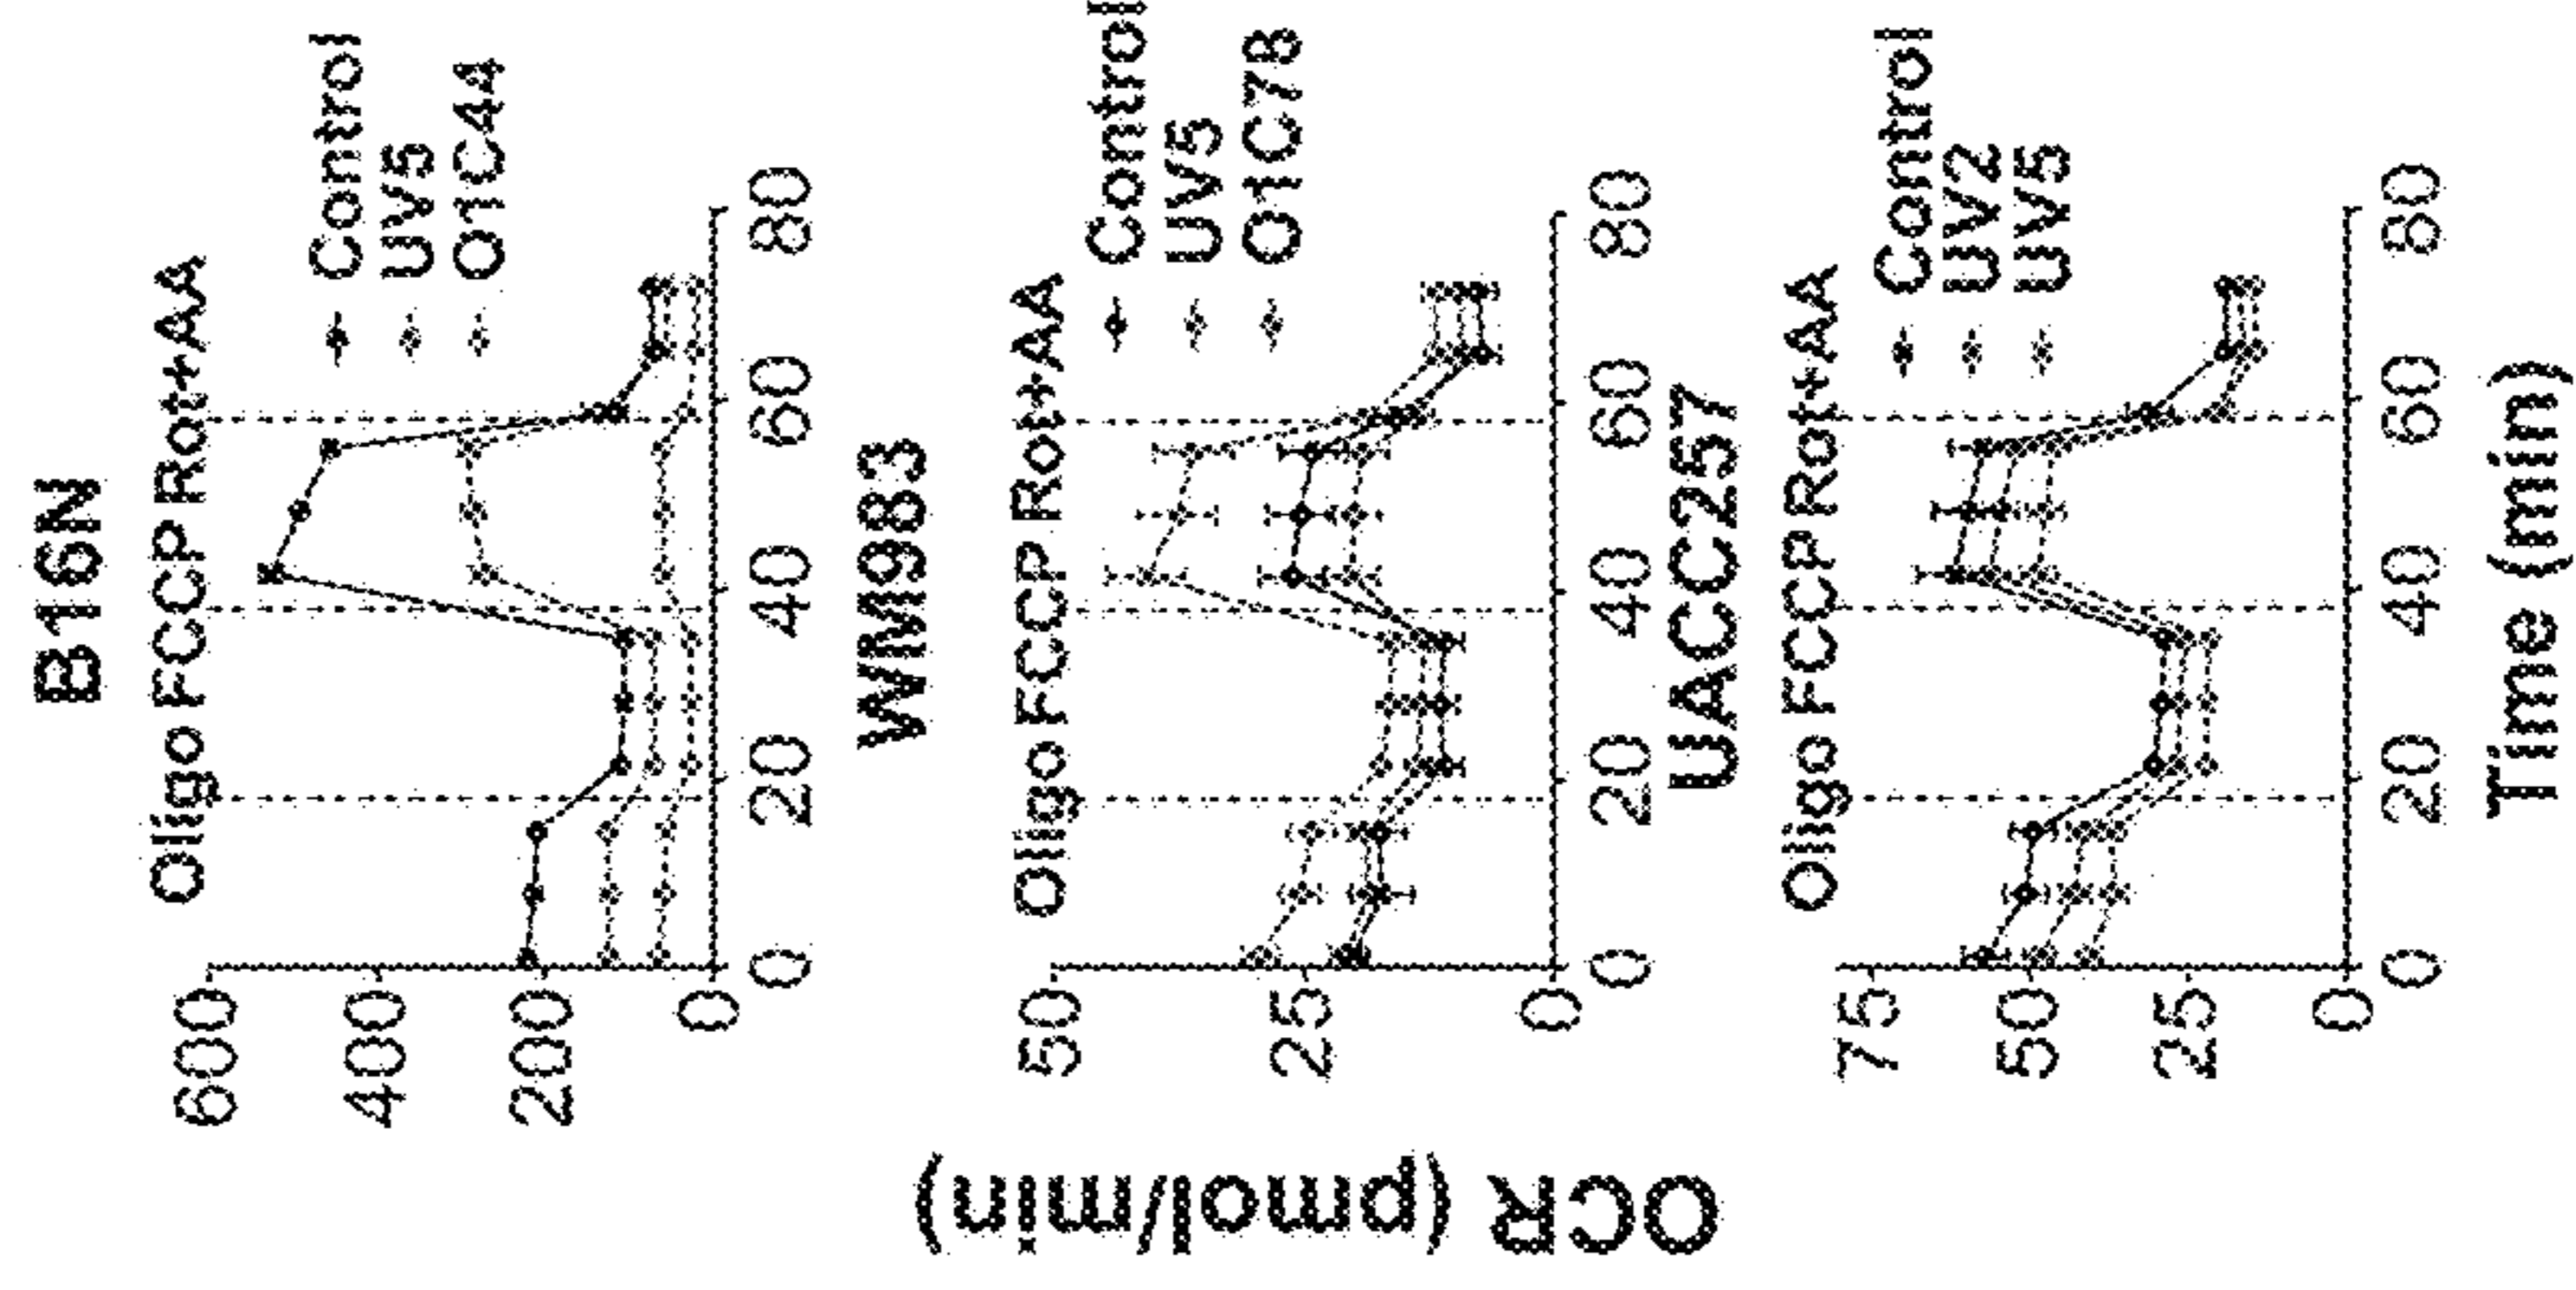 B16N
Oligo FCCP Rot+AA
Control
UV5
O1C44
600
400
200
0
0 20 40 60 80
WM983
Oligo FCCP Rot+AA
Control
UV5
O1C78
50
25
0
0 20 40 60 80
UACC257
Oligo FCCP Rot+AA
Control
UV2
UV5
75
50
25
0
0 20 40 60 80
Time (min)
OCR (pmol/min)